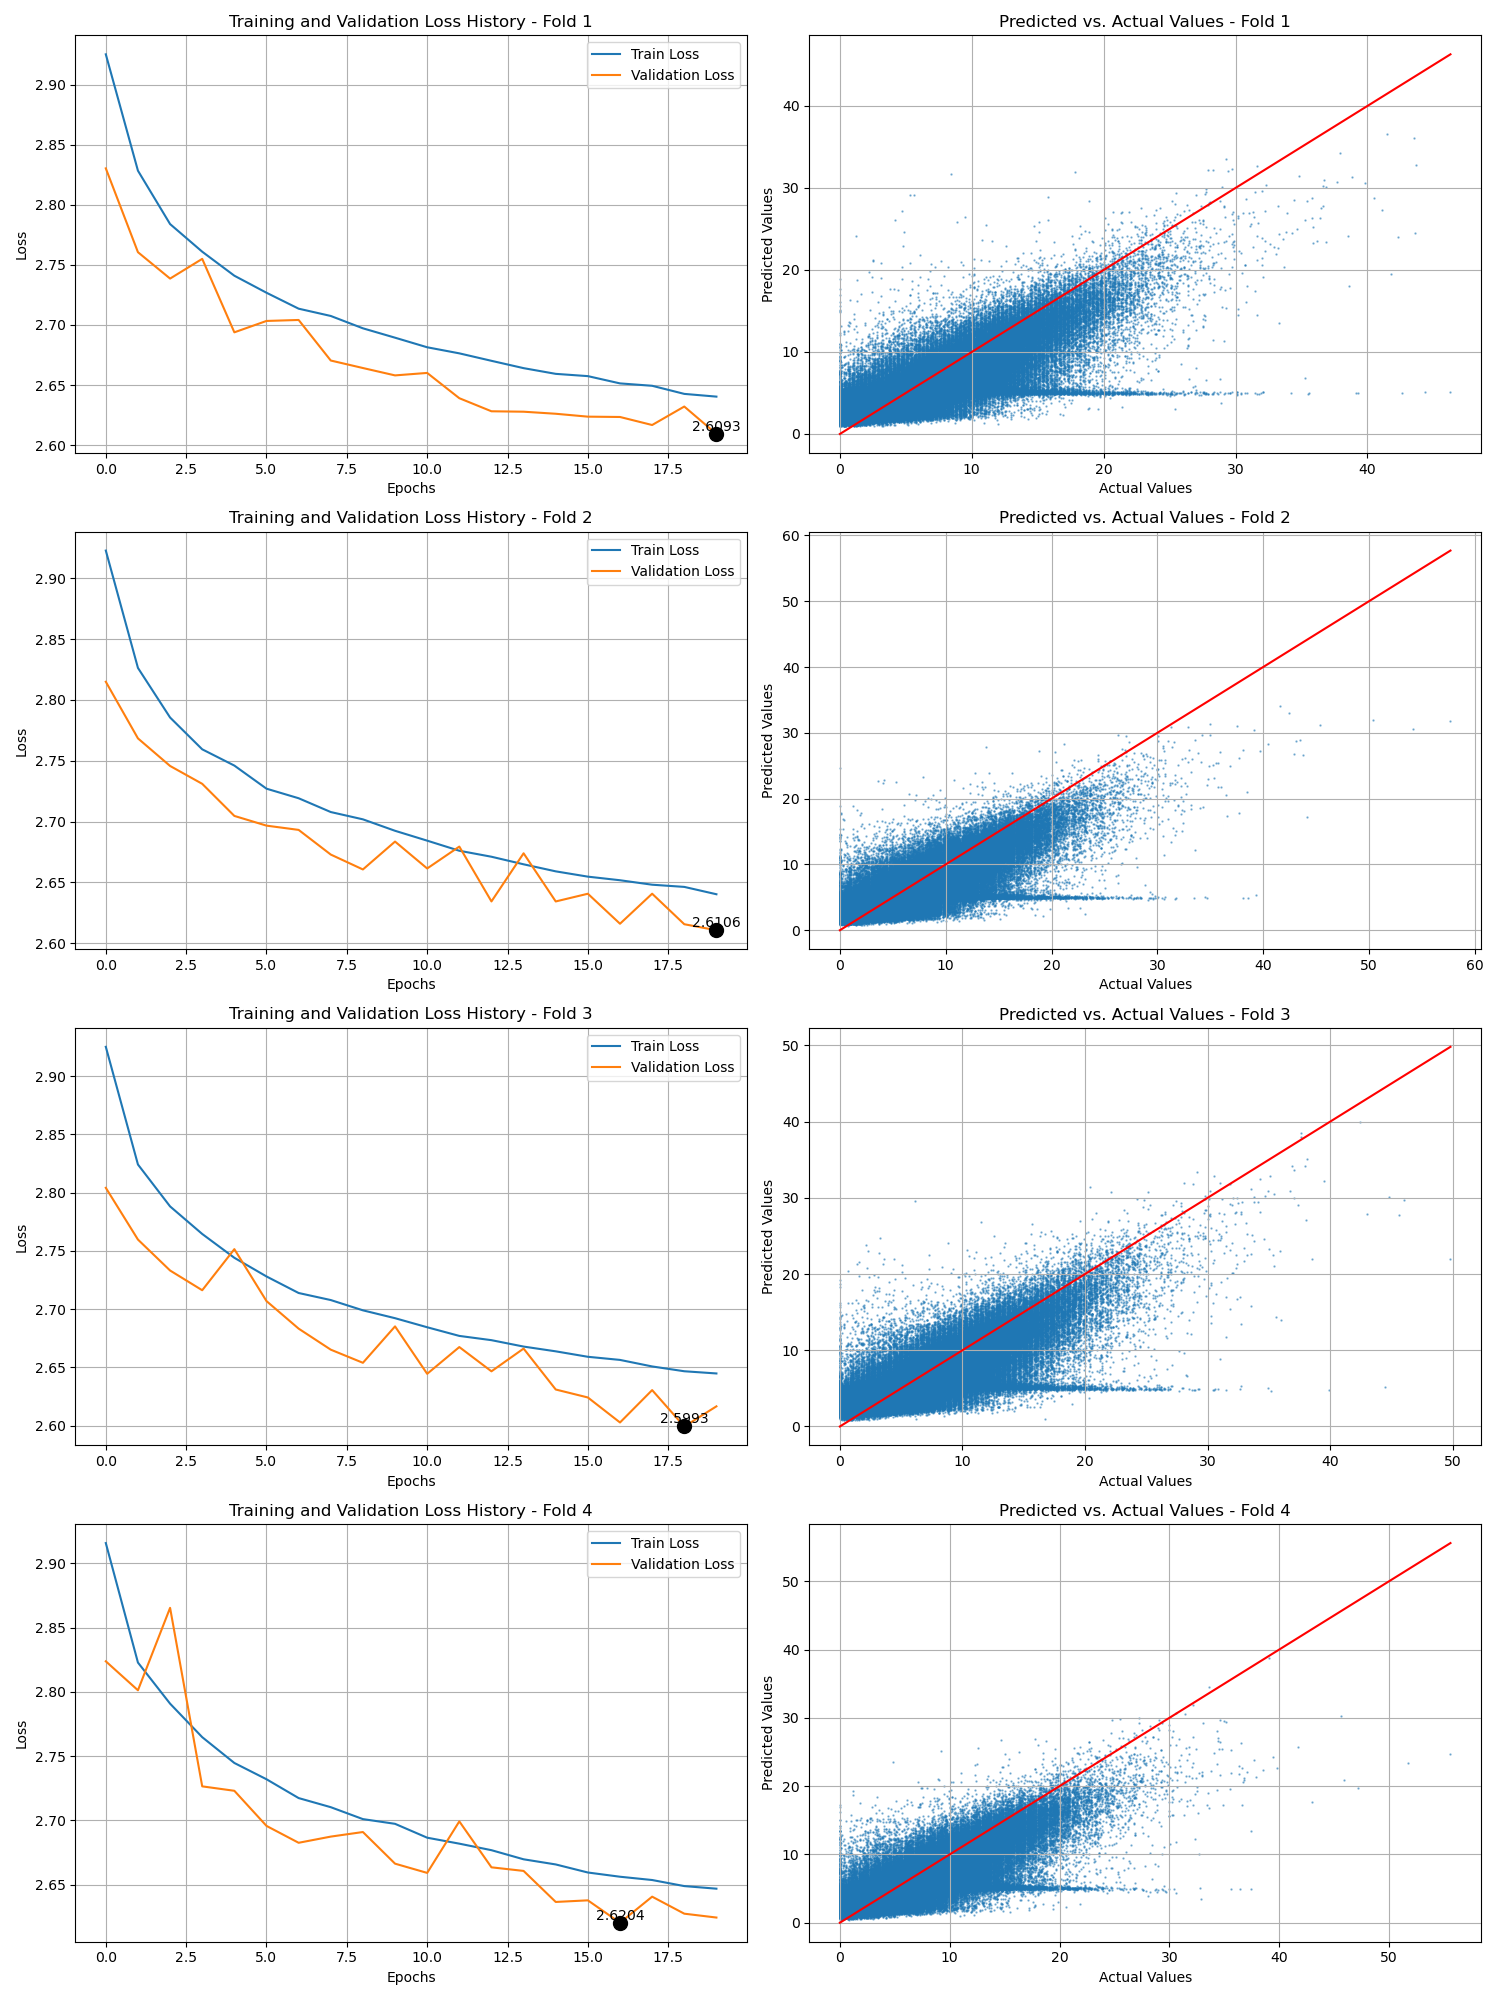 Training and Validation Loss History - Fold 1
Train Loss
Validation Loss
2.90
2.85
2.80
2.75
2.70
2.65
2.60
Loss
2.6093
0.0 2.5 5.0 7.5 10.0 12.5 15.0 17.5
Epochs
Predicted vs. Actual Values - Fold 1
40
30
20
10
0
Predicted Values
0 10 20 30 40
Actual Values
Training and Validation Loss History - Fold 2
Train Loss
Validation Loss
2.90
2.85
2.80
2.75
2.70
2.65
2.60
Loss
2.6106
0.0 2.5 5.0 7.5 10.0 12.5 15.0 17.5
Epochs
Predicted vs. Actual Values - Fold 2
60
50
40
30
20
10
0
Predicted Values
0 10 20 30 40 50 60
Actual Values
Training and Validation Loss History - Fold 3
Train Loss
Validation Loss
2.90
2.85
2.80
2.75
2.70
2.65
2.60
Loss
2.5993
0.0 2.5 5.0 7.5 10.0 12.5 15.0 17.5
Epochs
Predicted vs. Actual Values - Fold 3
50
40
30
20
10
0
Predicted Values
0 10 20 30 40 50
Actual Values
Training and Validation Loss History - Fold 4
Train Loss
Validation Loss
2.90
2.85
2.80
2.75
2.70
2.65
Loss
2.6204
0.0 2.5 5.0 7.5 10.0 12.5 15.0 17.5
Epochs
Predicted vs. Actual Values - Fold 4
50
40
30
20
10
0
Predicted Values
0 10 20 30 40 50
Actual Values